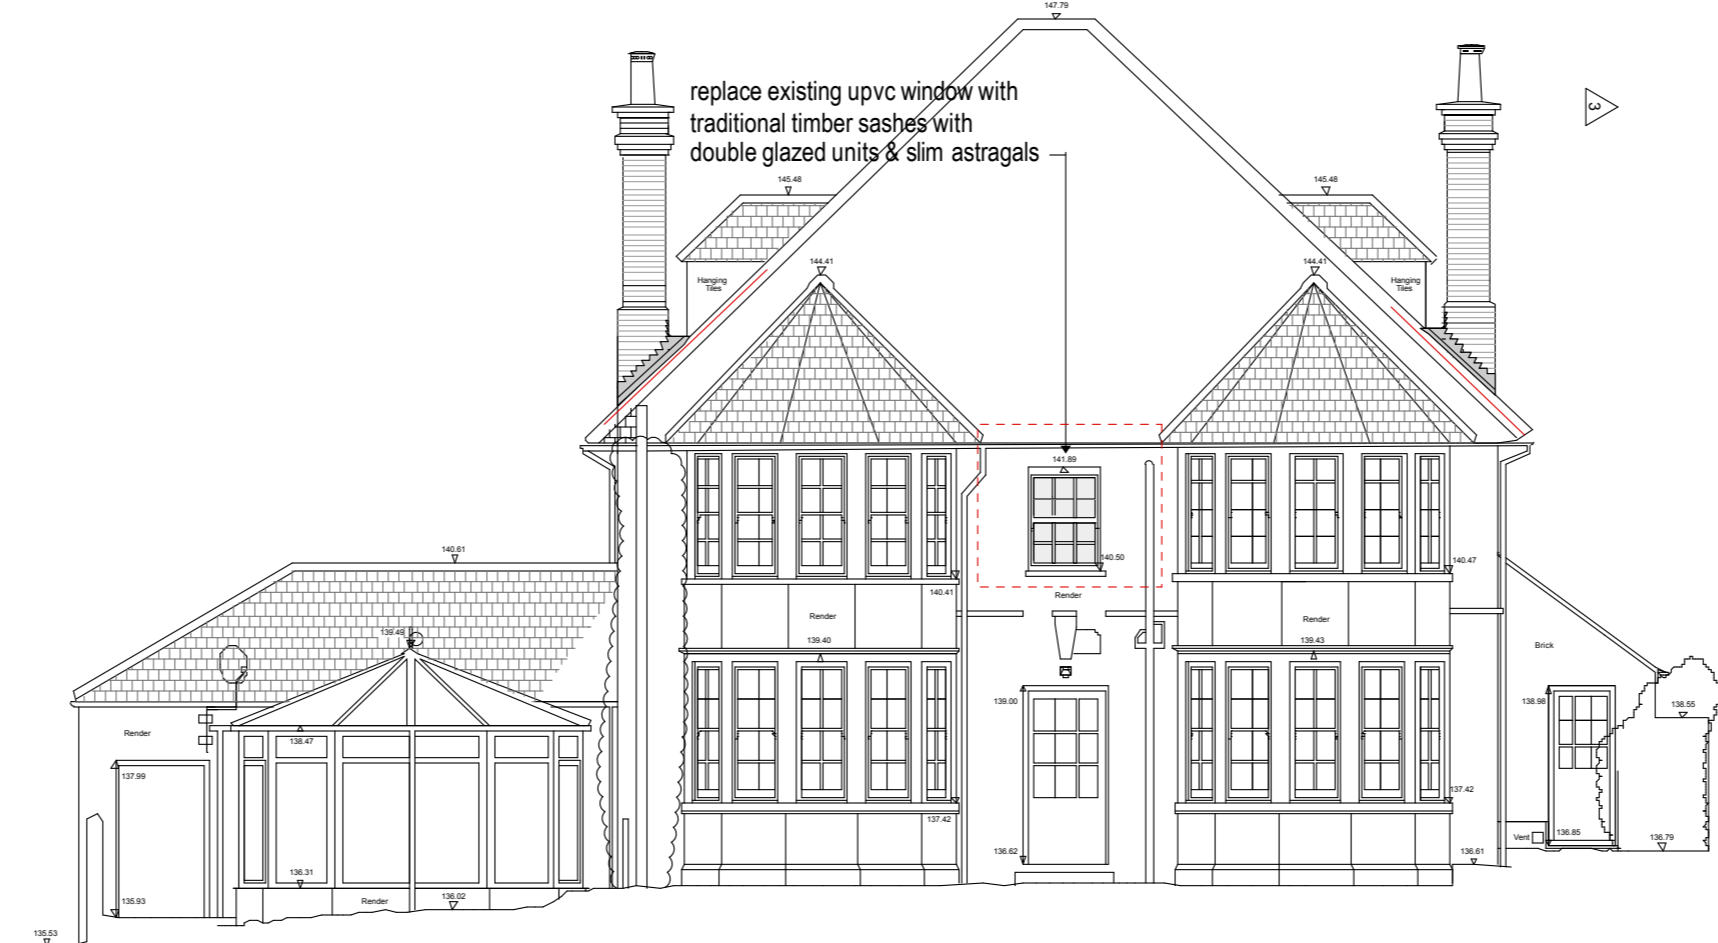 147.79
replace existing upvc window with
traditional timber sashes with
double glazed units & slim astragals
3
145.48
145.48
144.41
144.41
Hanging
Tiles
Hanging
Tiles
141.89
140.50
140.61
140.47
140.41
Render
Render
Render
139.40
139.43
139.49
Brick
139.00
138.98
138.55
Render
138.47
137.99
137.42
137.42
136.62
136.61
Vent
136.85
136.79
136.31
135.93
Render
136.02
135.53